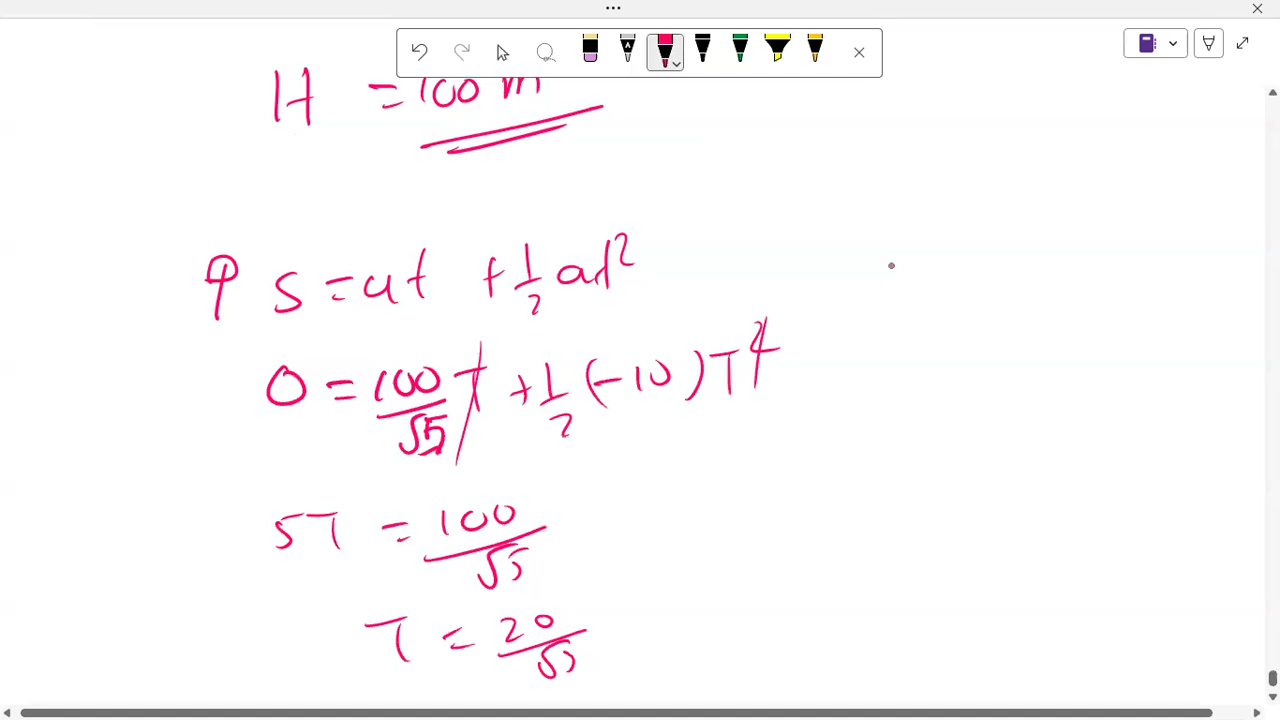 H = 100 m
↑ S = ut + 1/2 at²
0 = 100/√5 T + 1/2 (-10) T²
5T = 100/√5
T = 20/√5